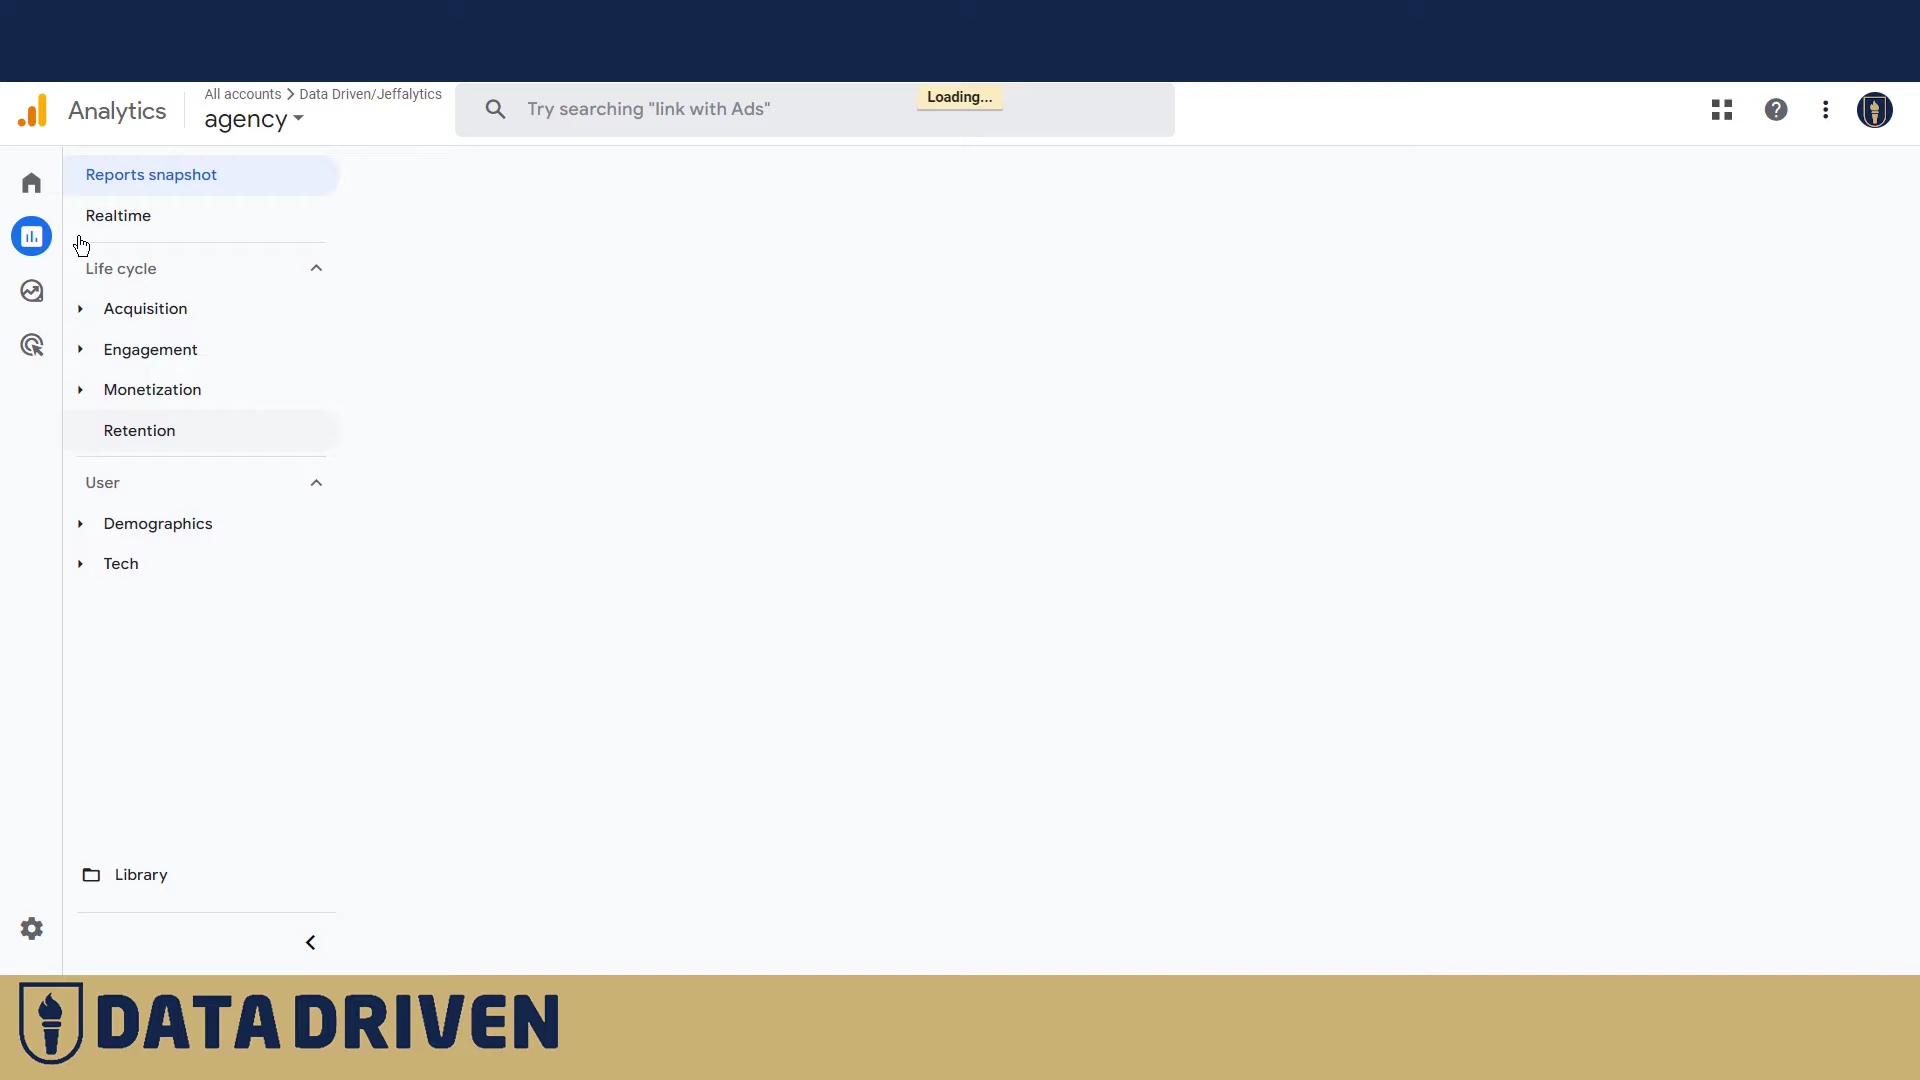 Analytics
All accounts > Data Driven/Jeffalytics
agency
Try searching "link with Ads"
Loading...
Reports snapshot
Realtime
Life cycle
Acquisition
Engagement
Monetization
Retention
User
Demographics
Tech
Library
DATA DRIVEN